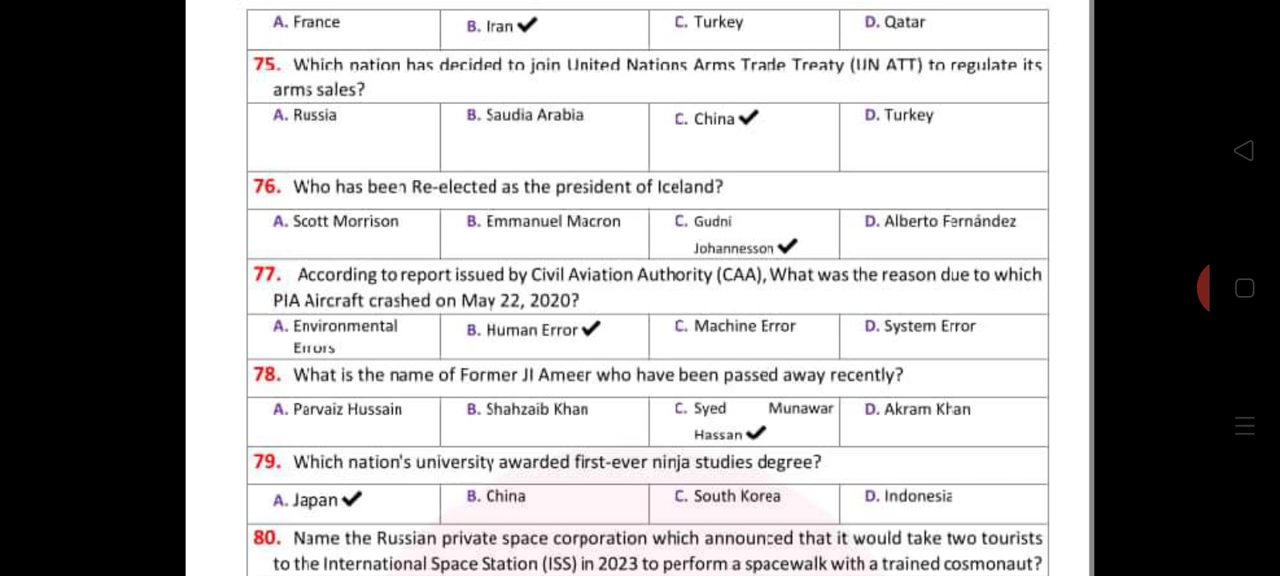 A. France B. Iran ✔ C. Turkey D. Qatar
75. Which nation has decided to join United Nations Arms Trade Treaty (UN ATT) to regulate its
arms sales?
A. Russia B. Saudia Arabia C. China ✔ D. Turkey
76. Who has been Re-elected as the president of Iceland?
A. Scott Morrison B. Emmanuel Macron C. Gudni D. Alberto Fernández
Johannesson ✔
77. According to report issued by Civil Aviation Authority (CAA), What was the reason due to which
PIA Aircraft crashed on May 22, 2020?
A. Environmental B. Human Error ✔ C. Machine Error D. System Error
Errors
78. What is the name of Former JI Ameer who have been passed away recently?
A. Parvaiz Hussain B. Shahzaib Khan C. Syed Munawar D. Akram Khan
Hassan ✔
79. Which nation's university awarded first-ever ninja studies degree?
A. Japan ✔ B. China C. South Korea D. Indonesia
80. Name the Russian private space corporation which announced that it would take two tourists
to the International Space Station (ISS) in 2023 to perform a spacewalk with a trained cosmonaut?